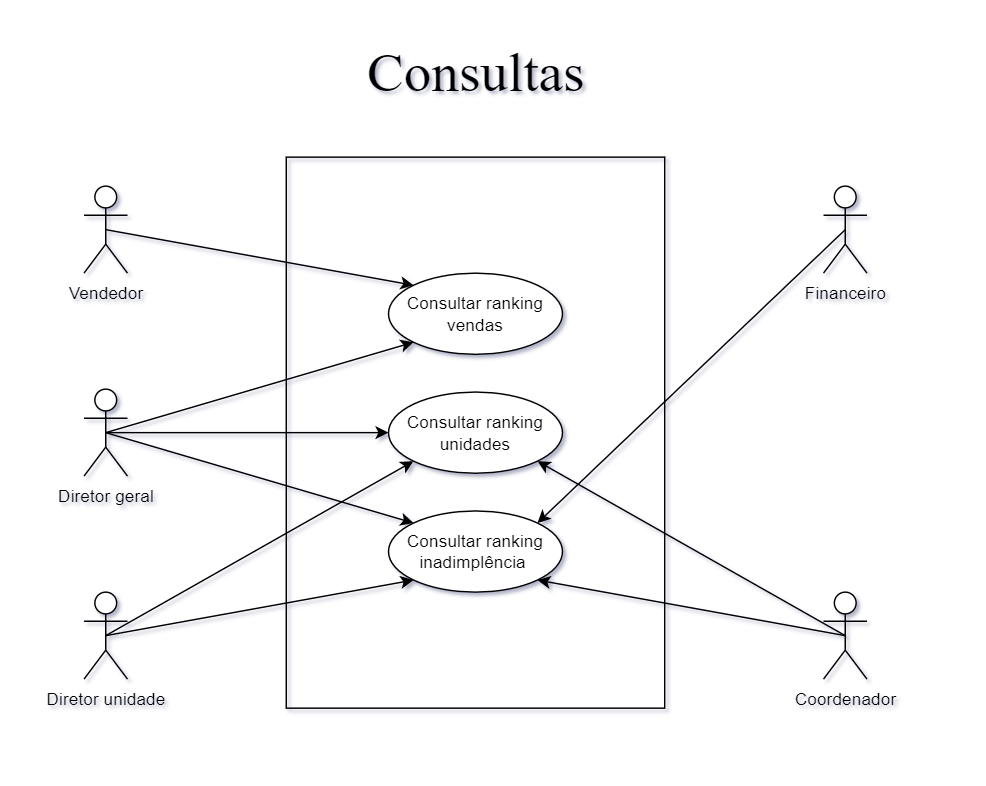 Consultas
Vendedor
Financeiro
Consultar ranking
vendas
Consultar ranking
unidades
Diretor geral
Consultar ranking
inadimplência
Diretor unidade
Coordenador